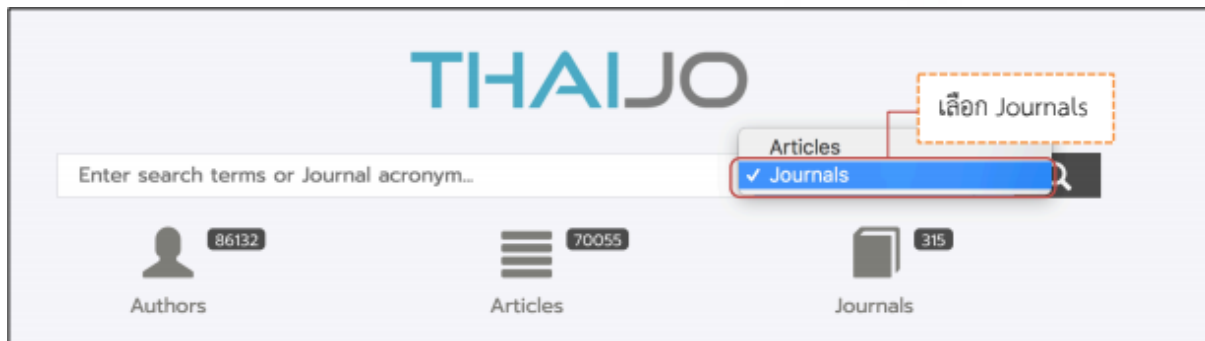 THAIJO
เลือก Journals
Articles
Enter search terms or Journal acronym...
✓ Journals
86132
70055
315
Authors
Articles
Journals